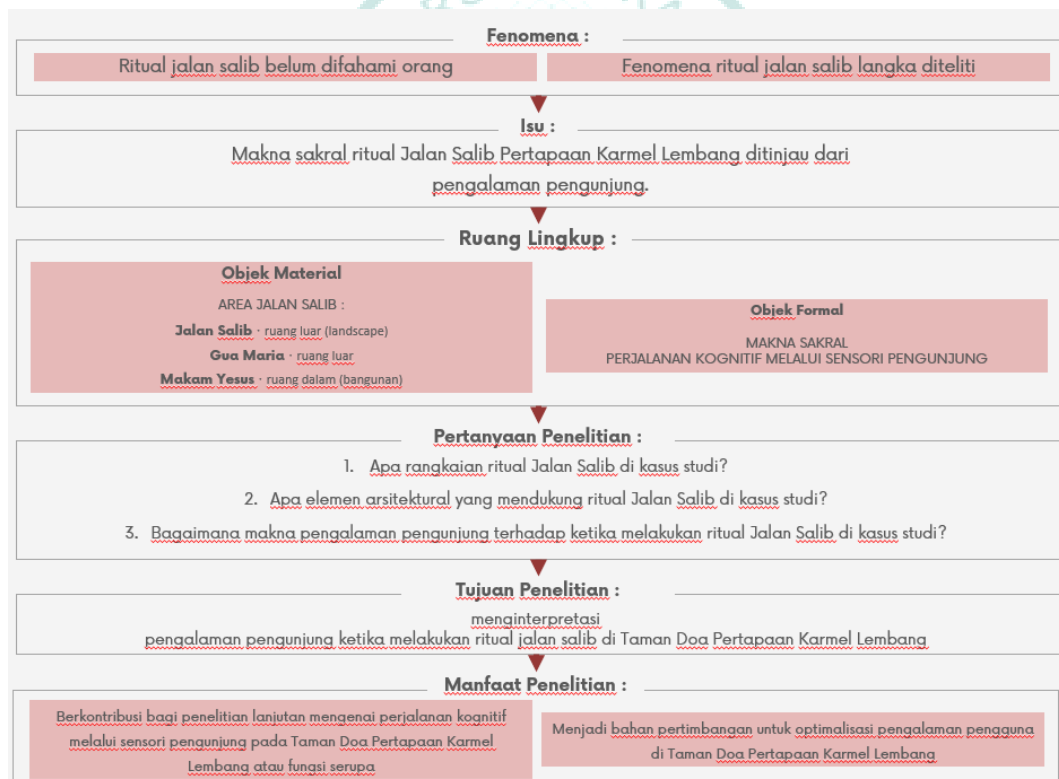 Fenomena :
Ritual jalan salib belum difahami orang
Fenomena ritual jalan salib langka diteliti
Isu :
Makna sakral ritual Jalan Salib Pertapaan Karmel Lembang ditinjau dari
pengalaman pengunjung.
Ruang Lingkup :
Objek Material
AREA JALAN SALIB :
Jalan Salib · ruang luar (landscape)
Gua Maria · ruang luar
Makam Yesus · ruang dalam (bangunan)
Objek Formal
MAKNA SAKRAL
PERJALANAN KOGNITIF MELALUI SENSORI PENGUNJUNG
Pertanyaan Penelitian :
1. Apa rangkaian ritual Jalan Salib di kasus studi?
2. Apa elemen arsitektural yang mendukung ritual Jalan Salib di kasus studi?
3. Bagaimana makna pengalaman pengunjung terhadap ketika melakukan ritual Jalan Salib di kasus studi?
Tujuan Penelitian :
menginterpretasi
pengalaman pengunjung ketika melakukan ritual jalan salib di Taman Doa Pertapaan Karmel Lembang
Manfaat Penelitian :
Berkontribusi bagi penelitian lanjutan mengenai perjalanan kognitif
melalui sensori pengunjung pada Taman Doa Pertapaan Karmel
Lembang atau fungsi serupa
Menjadi bahan pertimbangan untuk optimalisasi pengalaman pengguna
di Taman Doa Pertapaan Karmel Lembang